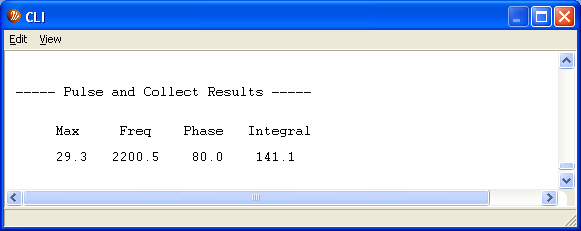 CLI
Edit View
----- Pulse and Collect Results -----
Max Freq Phase Integral
29.3 2200.5 80.0 141.1